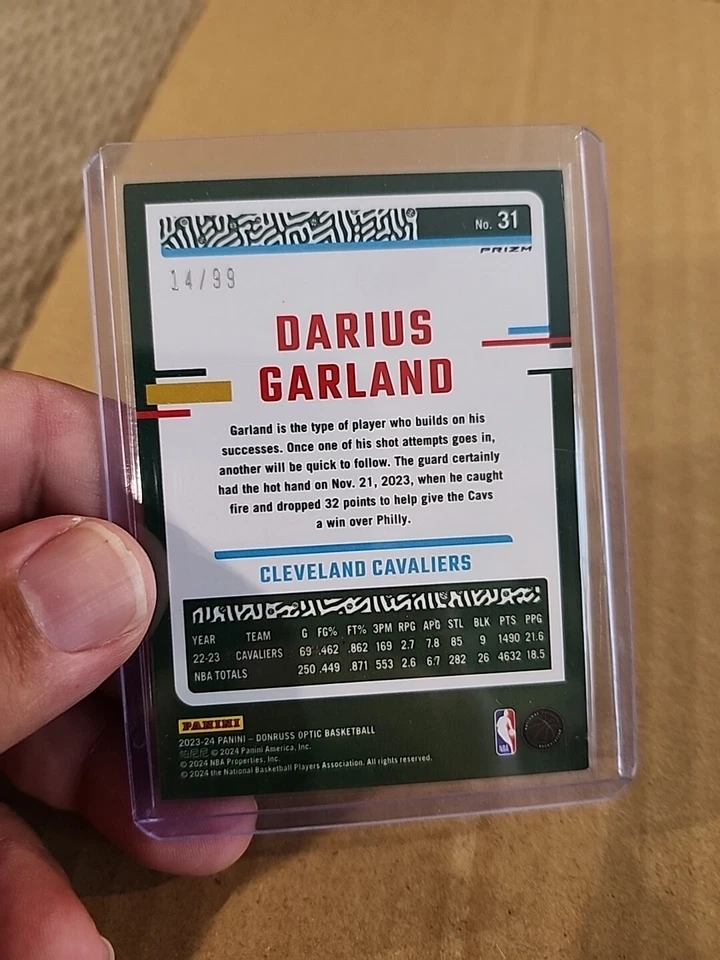 No. 31
PRIZM
14/99
DARIUS
GARLAND
Garland is the type of player who builds on his
successes. Once one of his shot attempts goes in,
another will be quick to follow. The guard certainly
had the hot hand on Nov. 21, 2023, when he caught
fire and dropped 32 points to help give the Cavs
a win over Philly.
CLEVELAND CAVALIERS
YEAR TEAM G FG% FT% 3PM RPG APG STL BLK PTS PPG
22-23 CAVALIERS 69 .462 .862 169 2.7 7.8 85 9 1490 21.6
NBA TOTALS 250 .449 .871 553 2.6 6.7 282 26 4632 18.5
PANINI
2023-24 PANINI – DONRUSS OPTIC BASKETBALL
帕尼尼 © 2024 Panini America, Inc.
© 2024 NBA Properties, Inc.
© 2024 the National Basketball Players Association. All rights reserved.
NBA